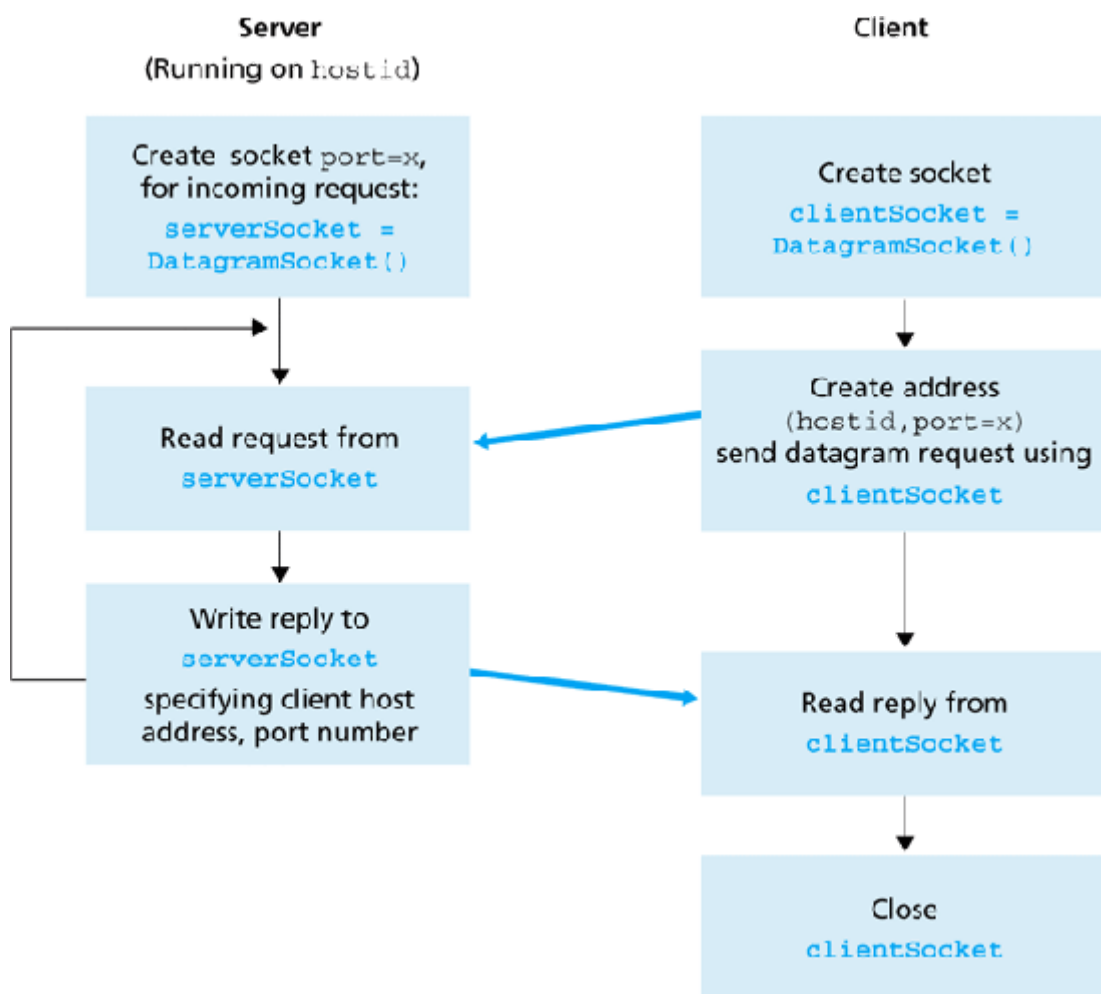 Server
(Running on hostid)
Create socket port=x,
for incoming request:
serverSocket =
DatagramSocket()
Read request from
serverSocket
Write reply to
serverSocket
specifying client host
address, port number
Client
Create socket
clientSocket =
DatagramSocket()
Create address
(hostid,port=x)
send datagram request using
clientSocket
Read reply from
clientSocket
Close
clientSocket